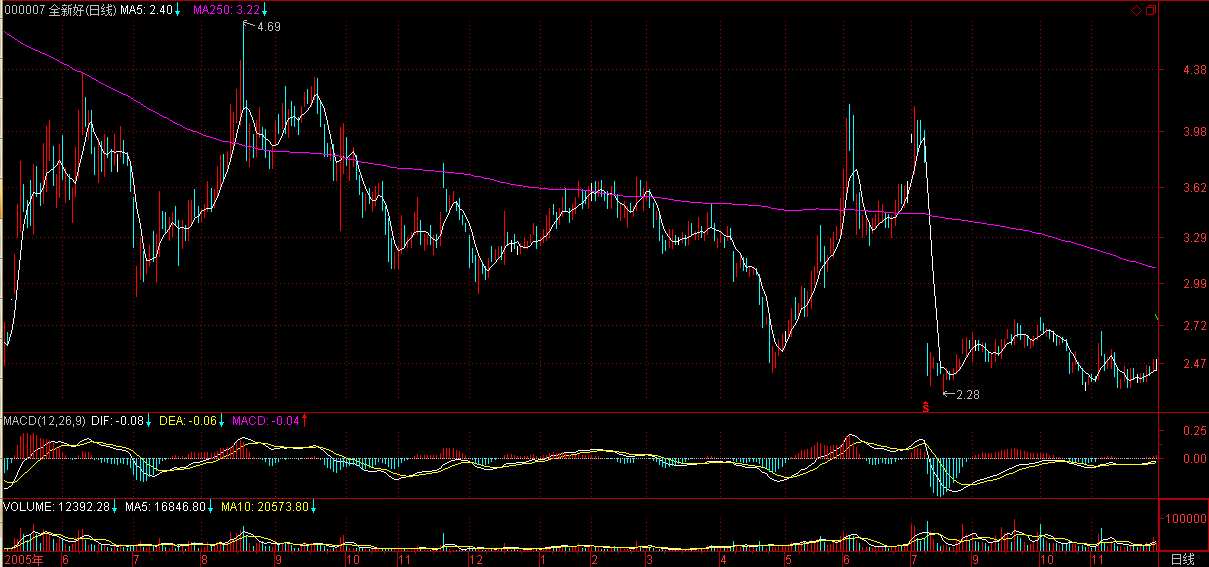 000007 全新好(日线) MA5: 2.40↓ MA250: 3.22↓
4.69
4.38
3.98
3.62
3.29
2.99
2.72
2.47
2.28
S
MACD(12,26,9) DIF: -0.08↓ DEA: -0.06↓ MACD: -0.04↑
0.25
0.00
VOLUME: 12392.28↓ MA5: 16846.80↓ MA10: 20573.80↓
100000
2005年 6 7 8 9 10 11 12 1 2 3 4 5 6 7 9 10 11 日线